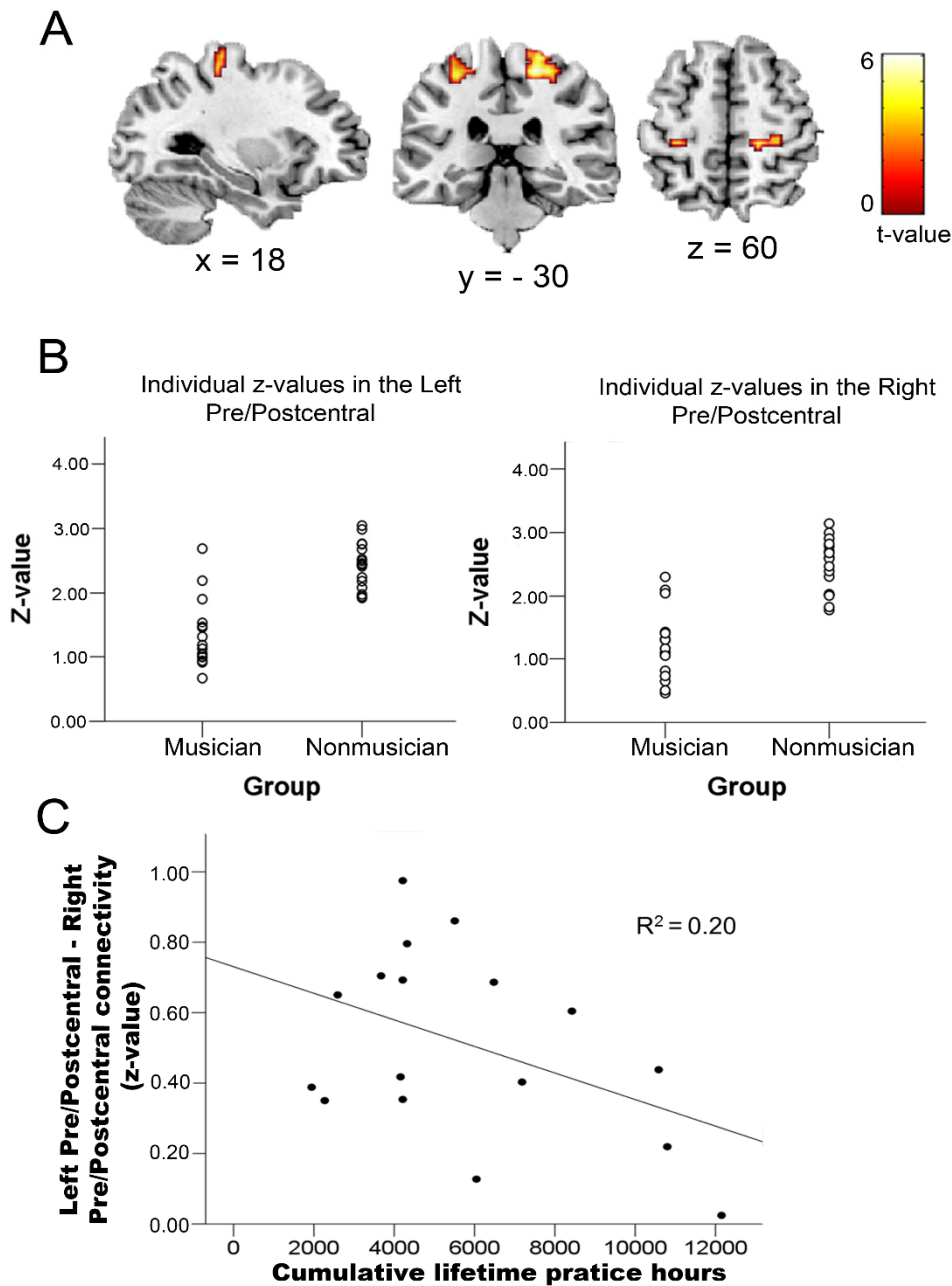 A
6
0
t-value
x = 18
y = - 30
z = 60
B
Individual z-values in the Left
Pre/Postcentral
Z-value
4.00
3.00
2.00
1.00
0.00
Musician
Nonmusician
Group
Individual z-values in the Right
Pre/Postcentral
Z-value
4.00
3.00
2.00
1.00
0.00
Musician
Nonmusician
Group
C
Left Pre/Postcentral - Right
Pre/Postcentral connectivity
(z-value)
1.00
0.80
0.60
0.40
0.20
0.00
R² = 0.20
0 2000 4000 6000 8000 10000 12000
Cumulative lifetime pratice hours